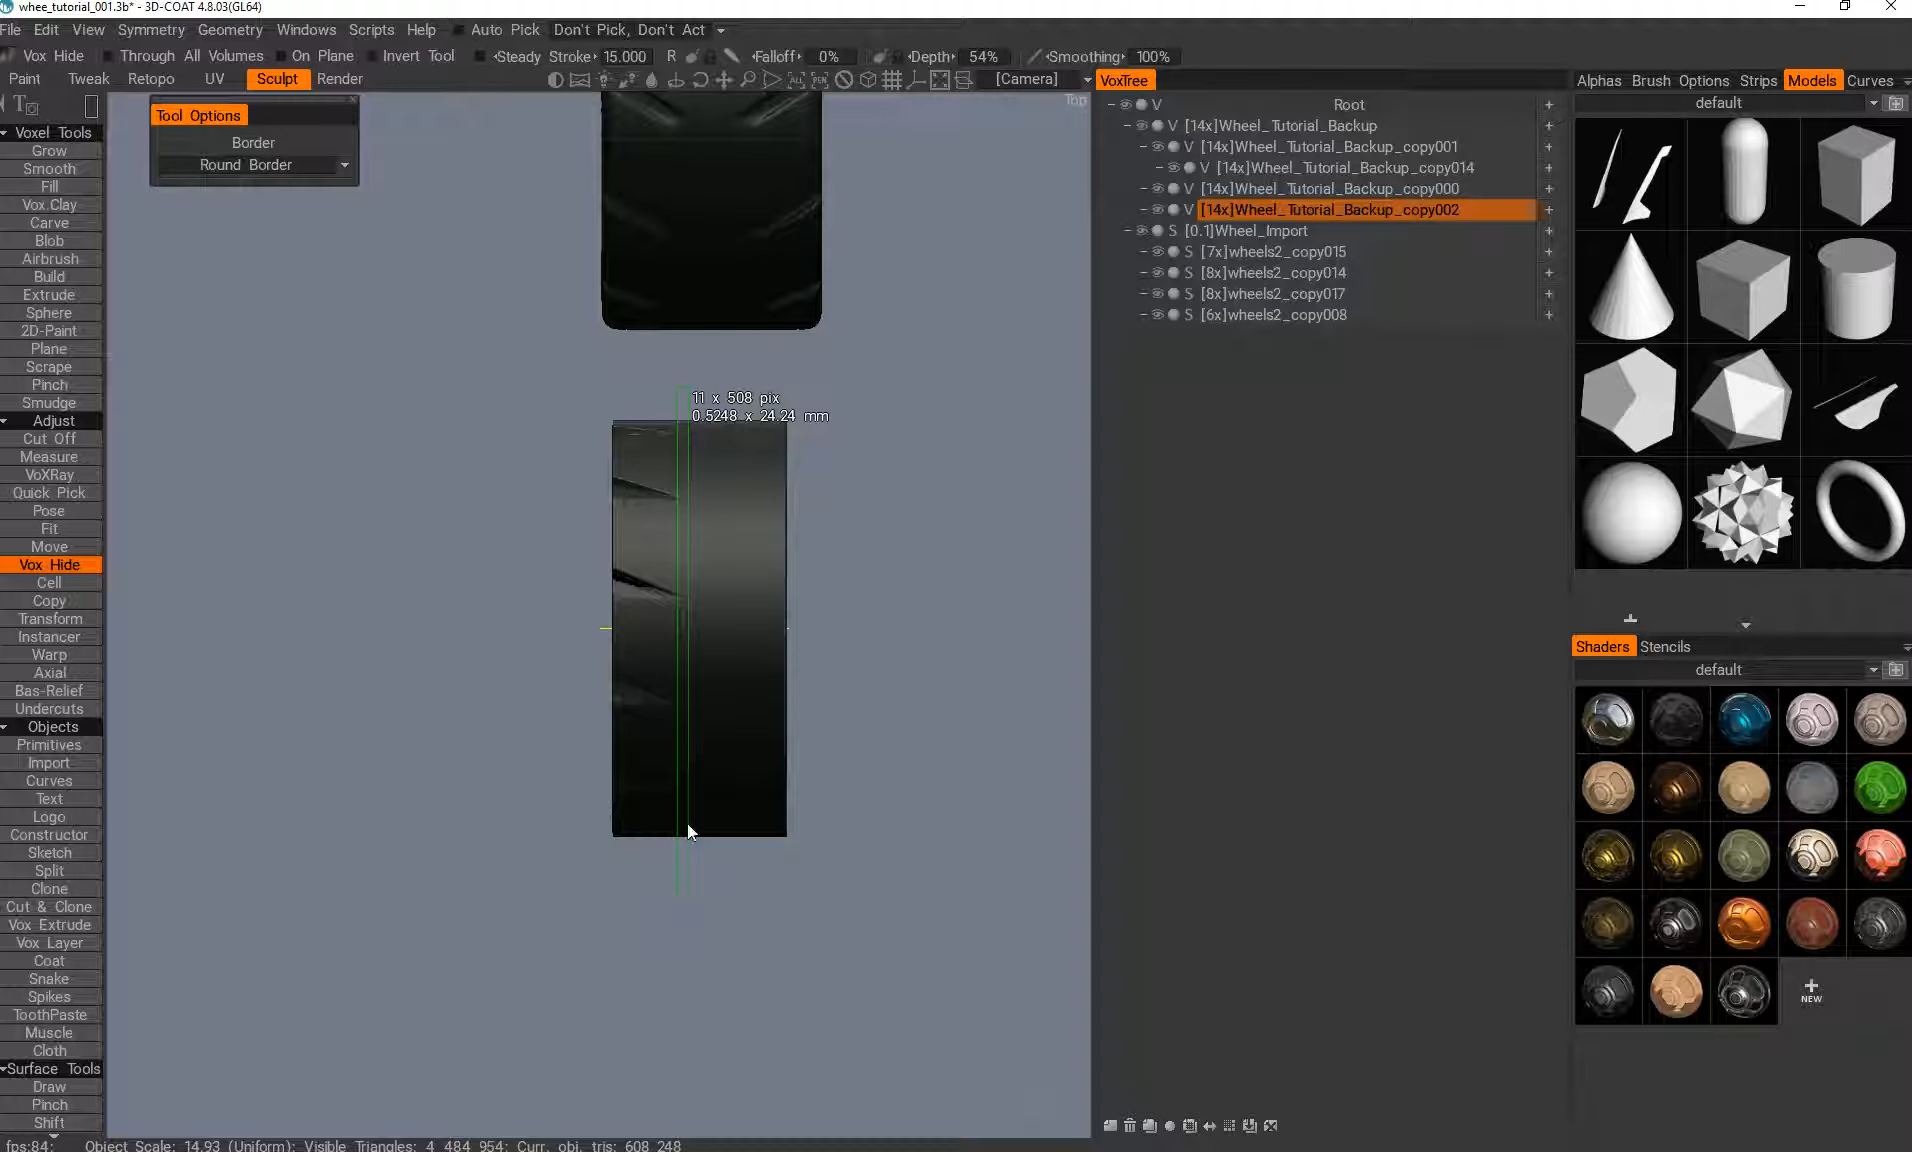 whee_tutorial_001.3b* - 3D-COAT 4.8.03(GL64)
File Edit View Symmetry Geometry Windows Scripts Help Auto Pick Don't Pick, Don't Act
Vox Hide Through All Volumes On Plane Invert Tool Steady Stroke 15.000 R Falloff 0% Depth 54% Smoothing 100%
Paint Tweak Retopo UV Sculpt Render [Camera] VoxTree Alphas Brush Options Strips Models Curves
default
Top
Tool Options
Border
Round Border
Voxel Tools
Grow
Smooth
Fill
Vox.Clay
Carve
Blob
Airbrush
Build
Extrude
Sphere
2D-Paint
Plane
Scrape
Pinch
Smudge
Adjust
Cut Off
Measure
VoXRay
Quick Pick
Pose
Fit
Move
Vox Hide
Cell
Copy
Transform
Instancer
Warp
Axial
Bas-Relief
Undercuts
Objects
Primitives
Import
Curves
Text
Logo
Constructor
Sketch
Split
Clone
Cut & Clone
Vox Extrude
Vox Layer
Coat
Snake
Spikes
ToothPaste
Muscle
Cloth
Surface Tools
Draw
Pinch
Shift
11 x 508 pix
0.5248 x 24.24 mm
V Root +
V [14x]Wheel_Tutorial_Backup +
V [14x]Wheel_Tutorial_Backup_copy001 +
V [14x]Wheel_Tutorial_Backup_copy014 +
V [14x]Wheel_Tutorial_Backup_copy000 +
V [14x]Wheel_Tutorial_Backup_copy002 +
S [0.1]Wheel_Import +
S [7x]wheels2_copy015 +
S [8x]wheels2_copy014 +
S [8x]wheels2_copy017 +
S [6x]wheels2_copy008 +
Shaders Stencils
default
NEW
fps:84; Object Scale: 14.93 (Uniform); Visible Triangles: 4 484 954; Curr. obj. tris: 608 248